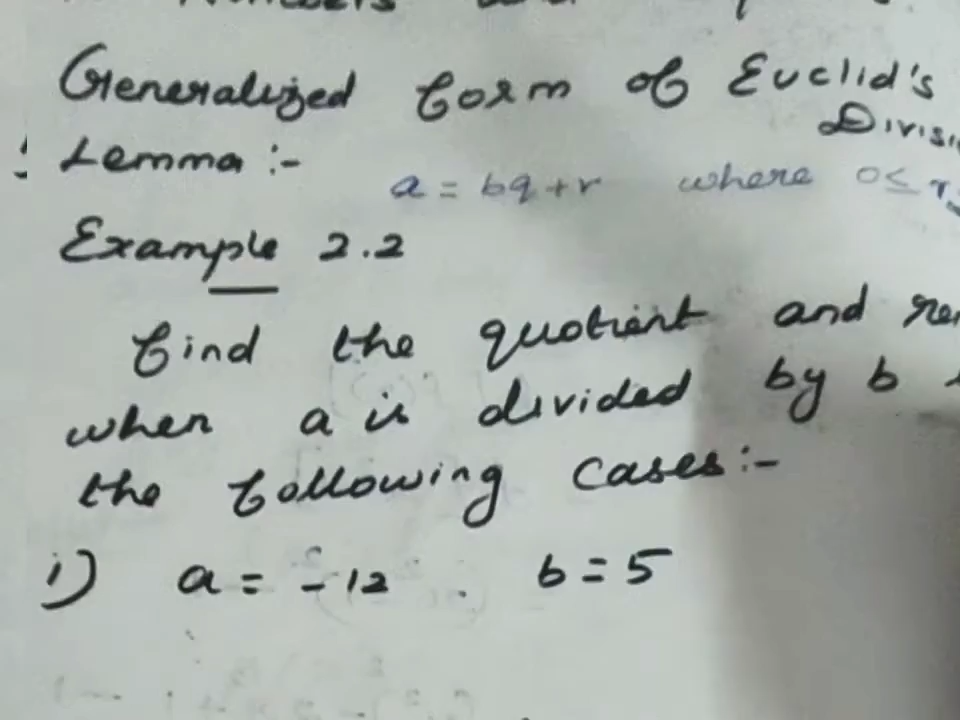 Generalized form of Euclid's
Lemma :-
a = bq + r where 0 ≤ r
Example 2.2
find the quotient and
when a is divided by b
the following cases:-
i) a = -12 . b = 5